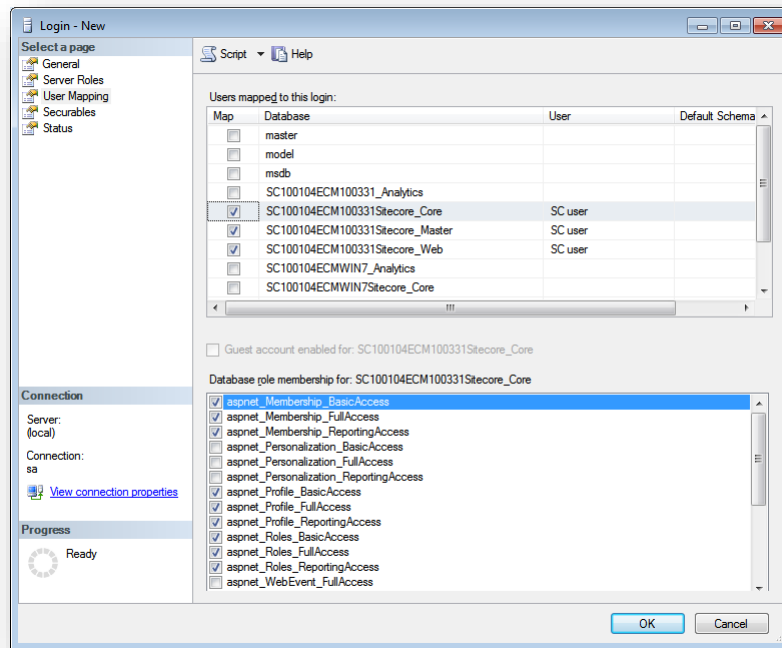 Login - New
Select a page
General
Server Roles
User Mapping
Securables
Status
Script Help
Users mapped to this login:
Map Database User Default Schema
master
model
msdb
SC100104ECM100331_Analytics
SC100104ECM100331Sitecore_Core SC user
SC100104ECM100331Sitecore_Master SC user
SC100104ECM100331Sitecore_Web SC user
SC100104ECMWIN7_Analytics
SC100104ECMWIN7Sitecore_Core
Guest account enabled for: SC100104ECM100331Sitecore_Core
Database role membership for: SC100104ECM100331Sitecore_Core
aspnet_Membership_BasicAccess
aspnet_Membership_FullAccess
aspnet_Membership_ReportingAccess
aspnet_Personalization_BasicAccess
aspnet_Personalization_FullAccess
aspnet_Personalization_ReportingAccess
aspnet_Profile_BasicAccess
aspnet_Profile_FullAccess
aspnet_Profile_ReportingAccess
aspnet_Roles_BasicAccess
aspnet_Roles_FullAccess
aspnet_Roles_ReportingAccess
aspnet_WebEvent_FullAccess
Connection
Server:
(local)
Connection:
sa
View connection properties
Progress
Ready
OK Cancel